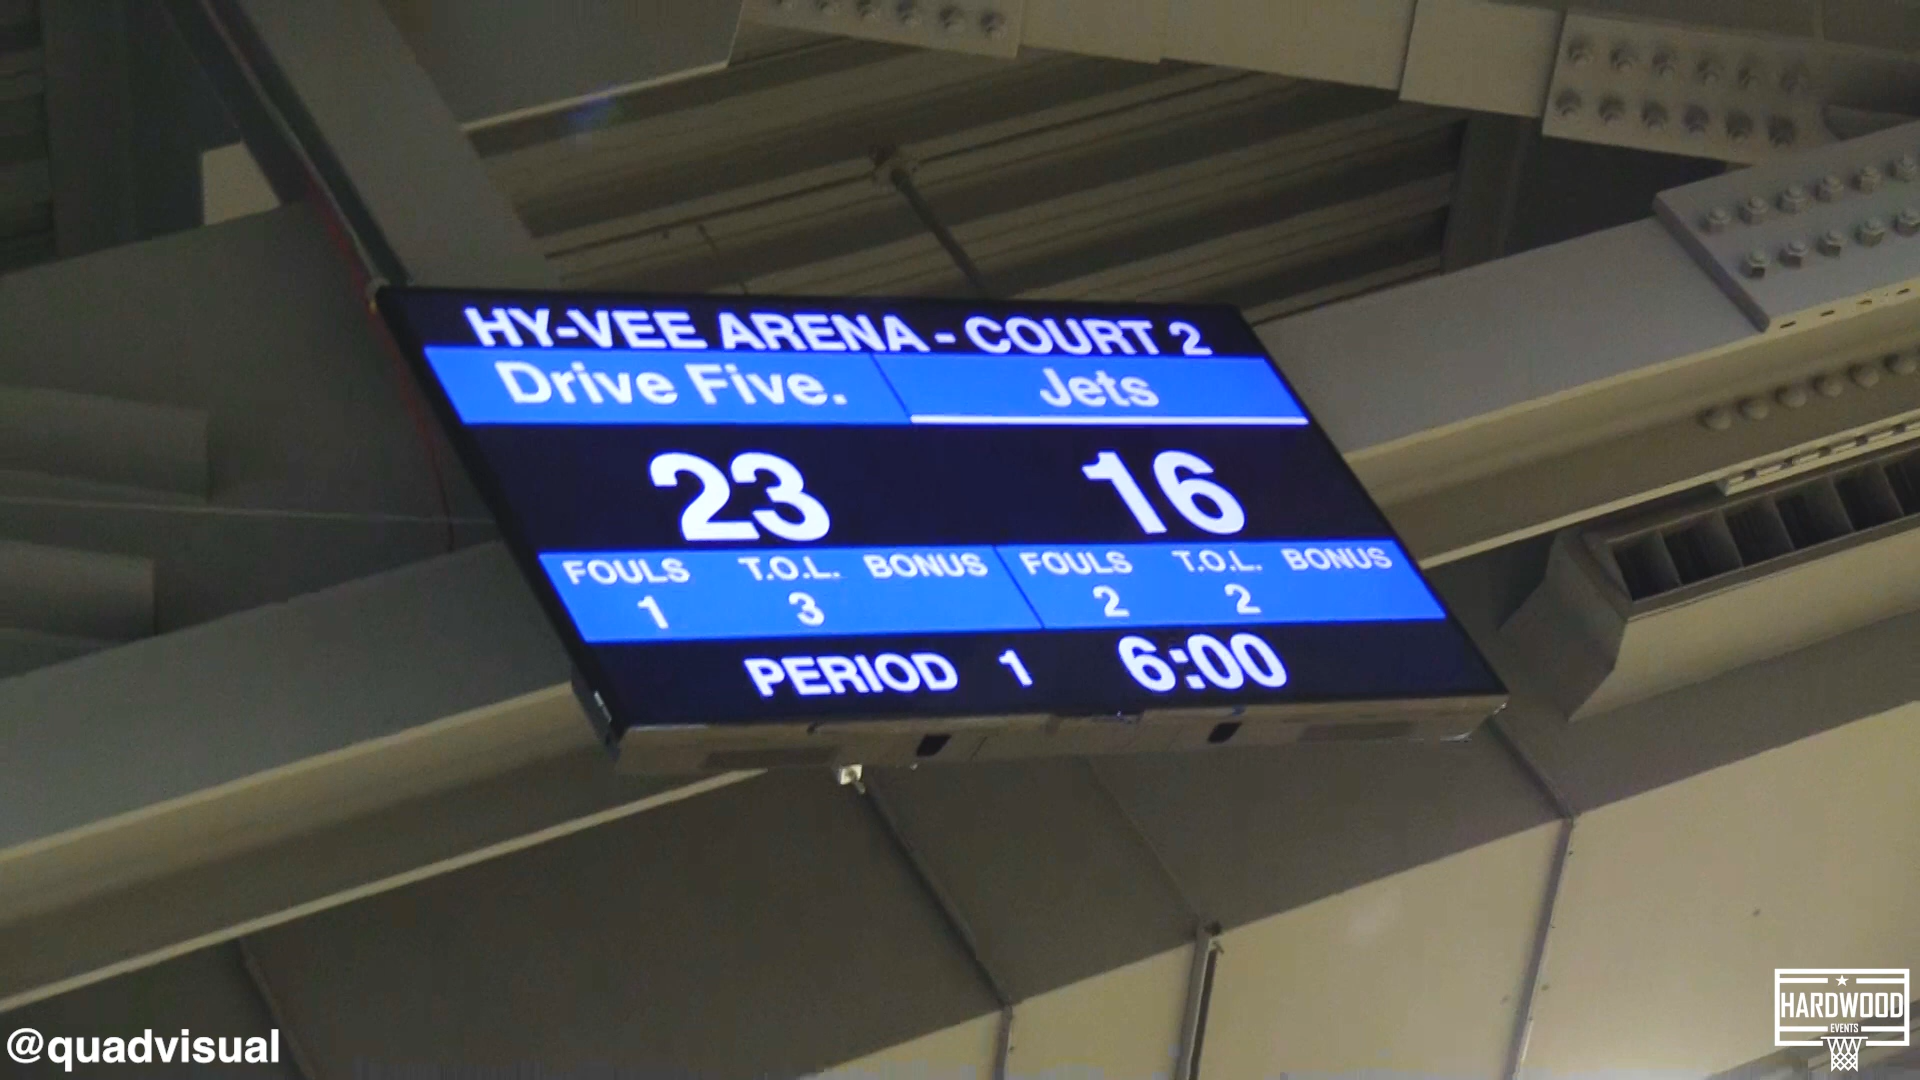 HY-VEE ARENA - COURT 2
Drive Five. Jets
23 16
FOULS T.O.L. BONUS FOULS T.O.L. BONUS
1 3 2 2
PERIOD 1 6:00
@quadvisual
HARDWOOD
EVENTS